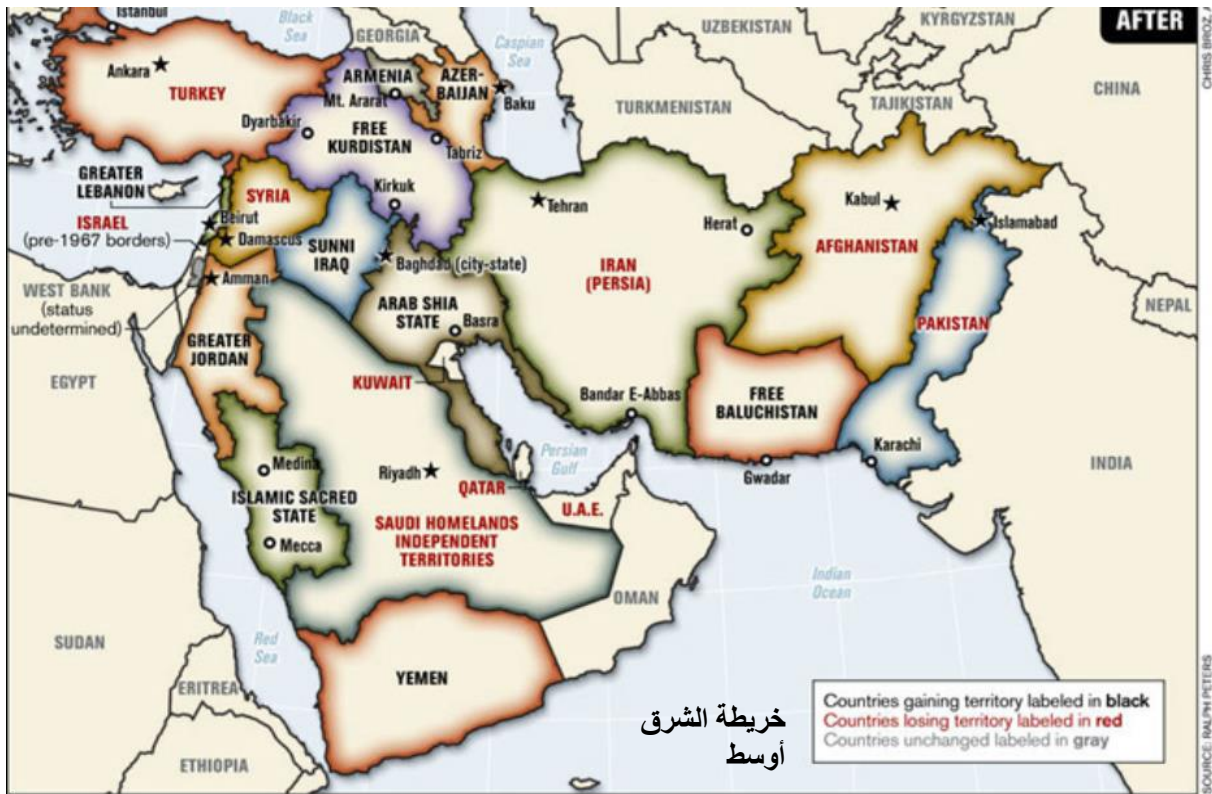 Istanbul
Black
Sea
GEORGIA
Caspian
Sea
UZBEKISTAN
KYRGYZSTAN
AFTER
CHRIS BROZ,
Ankara
TURKEY
ARMENIA
Mt. Ararat
AZER-
BAIJAN
Baku
TURKMENISTAN
TAJIKISTAN
CHINA
Dyarbakir
FREE
KURDISTAN
Tabriz
GREATER
LEBANON
SYRIA
Kirkuk
Tehran
Herat
Kabul
Islamabad
ISRAEL
(pre-1967 borders)
Beirut
Damascus
SUNNI
IRAQ
Baghdad (city-state)
IRAN
(PERSIA)
AFGHANISTAN
WEST BANK
(status
undetermined)
Amman
ARAB SHIA
STATE
Basra
PAKISTAN
NEPAL
GREATER
JORDAN
EGYPT
KUWAIT
Bandar E-Abbas
FREE
BALUCHISTAN
Persian
Gulf
Karachi
Gwadar
INDIA
Medina
Riyadh
QATAR
U.A.E.
ISLAMIC SACRED
STATE
Mecca
SAUDI HOMELANDS
INDEPENDENT
TERRITORIES
OMAN
Indian
Ocean
SUDAN
Red
Sea
ERITREA
YEMEN
ETHIOPIA
خريطة الشرق
أوسط
Countries gaining territory labeled in black
Countries losing territory labeled in red
Countries unchanged labeled in gray
SOURCE: RALPH PETERS